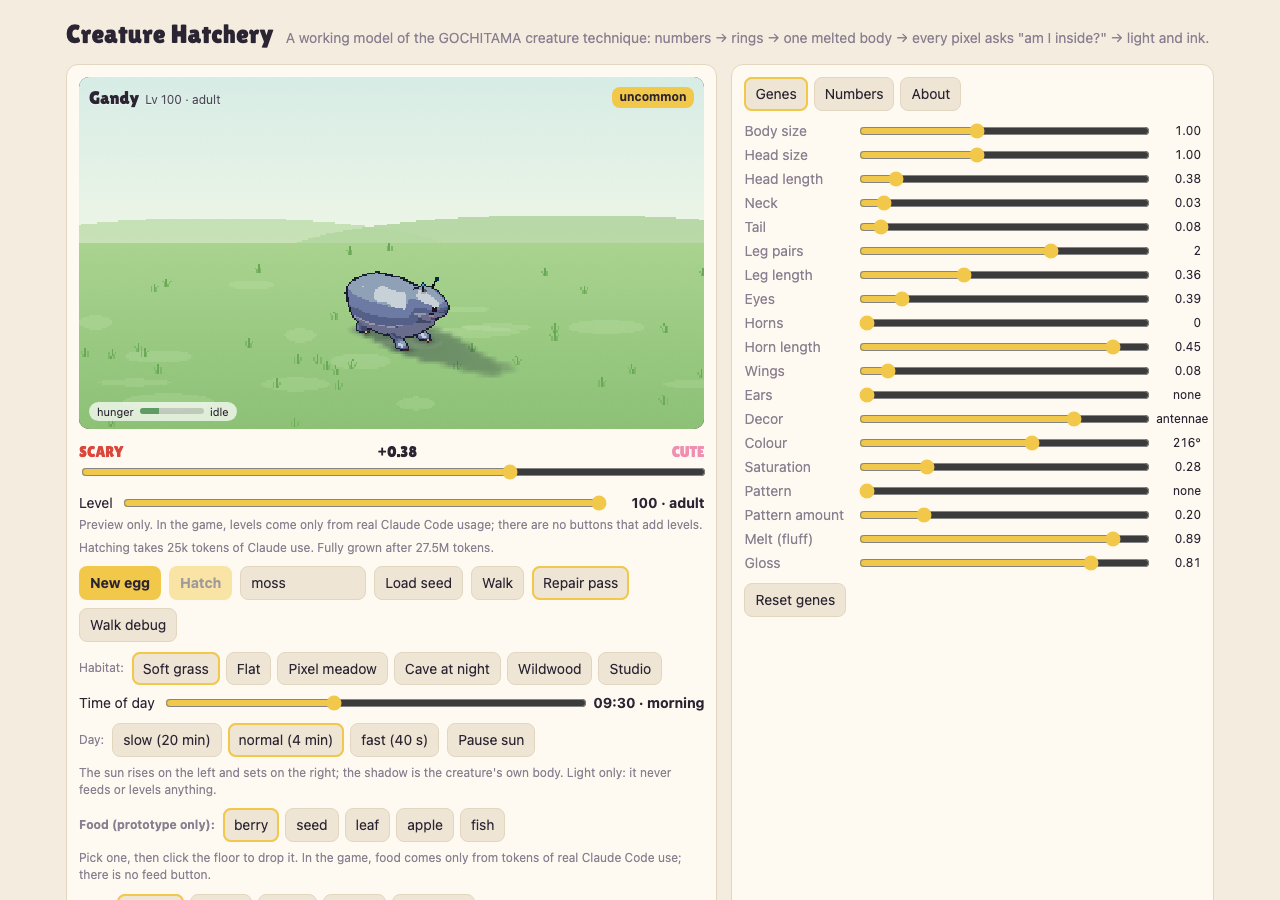 Creature Hatchery A working model of the GOCHITAMA creature technique: numbers → rings → one melted body → every pixel asks "am I inside?" → light and ink.
Gandy Lv 100 · adult uncommon
hunger idle
SCARY +0.38 CUTE
Level 100 · adult
Preview only. In the game, levels come only from real Claude Code usage; there are no buttons that add levels.
Hatching takes 25k tokens of Claude use. Fully grown after 27.5M tokens.
New egg Hatch moss Load seed Walk Repair pass
Walk debug
Habitat: Soft grass Flat Pixel meadow Cave at night Wildwood Studio
Time of day 09:30 · morning
Day: slow (20 min) normal (4 min) fast (40 s) Pause sun
The sun rises on the left and sets on the right; the shadow is the creature's own body. Light only: it never
feeds or levels anything.
Food (prototype only): berry seed leaf apple fish
Pick one, then click the floor to drop it. In the game, food comes only from tokens of real Claude Code use;
there is no feed button.
Genes Numbers About
Body size 1.00
Head size 1.00
Head length 0.38
Neck 0.03
Tail 0.08
Leg pairs 2
Leg length 0.36
Eyes 0.39
Horns 0
Horn length 0.45
Wings 0.08
Ears none
Decor antennae
Colour 216°
Saturation 0.28
Pattern none
Pattern amount 0.20
Melt (fluff) 0.89
Gloss 0.81
Reset genes